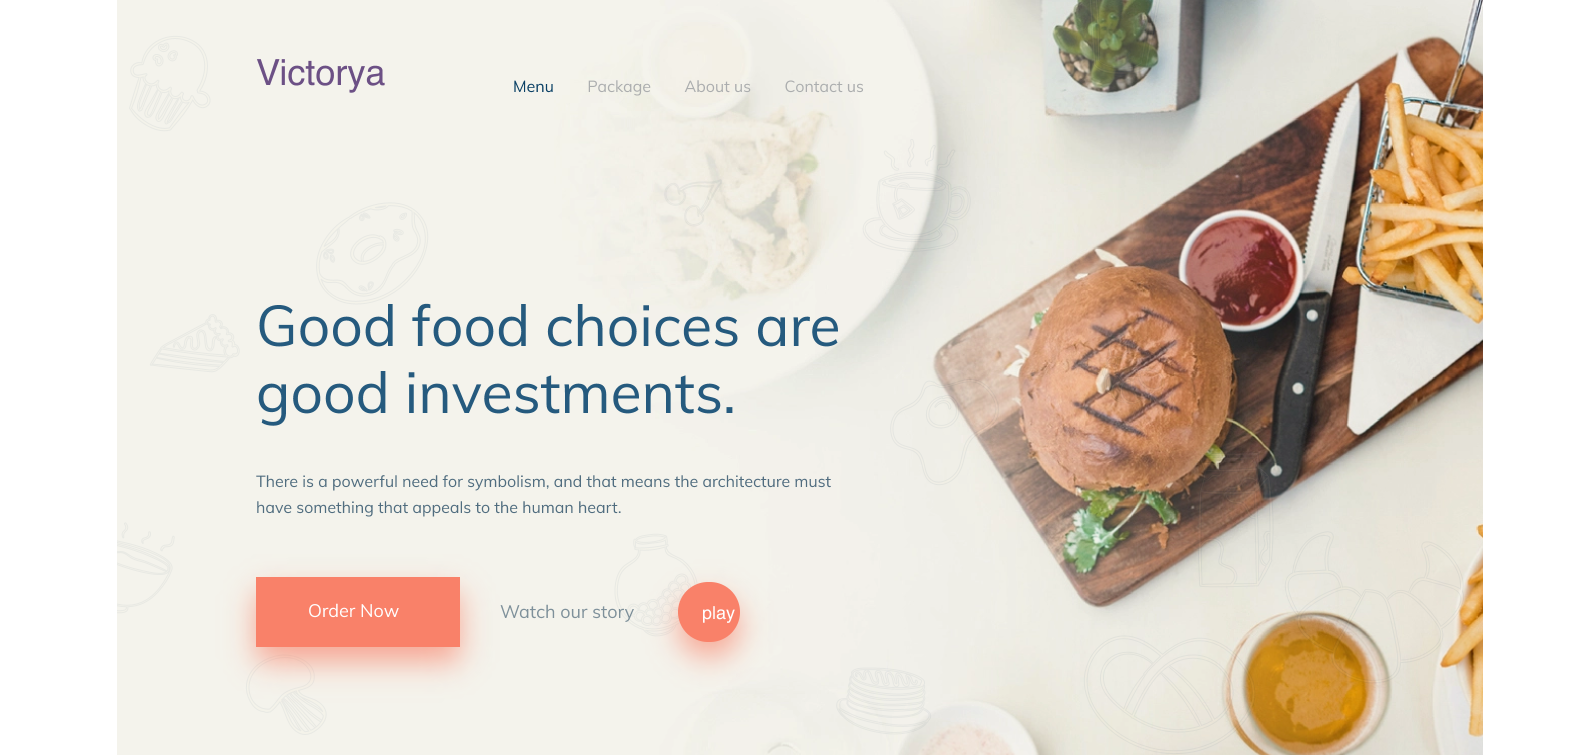 Victorya
Menu Package About us Contact us
Good food choices are
good investments.
There is a powerful need for symbolism, and that means the architecture must
have something that appeals to the human heart.
Order Now Watch our story play